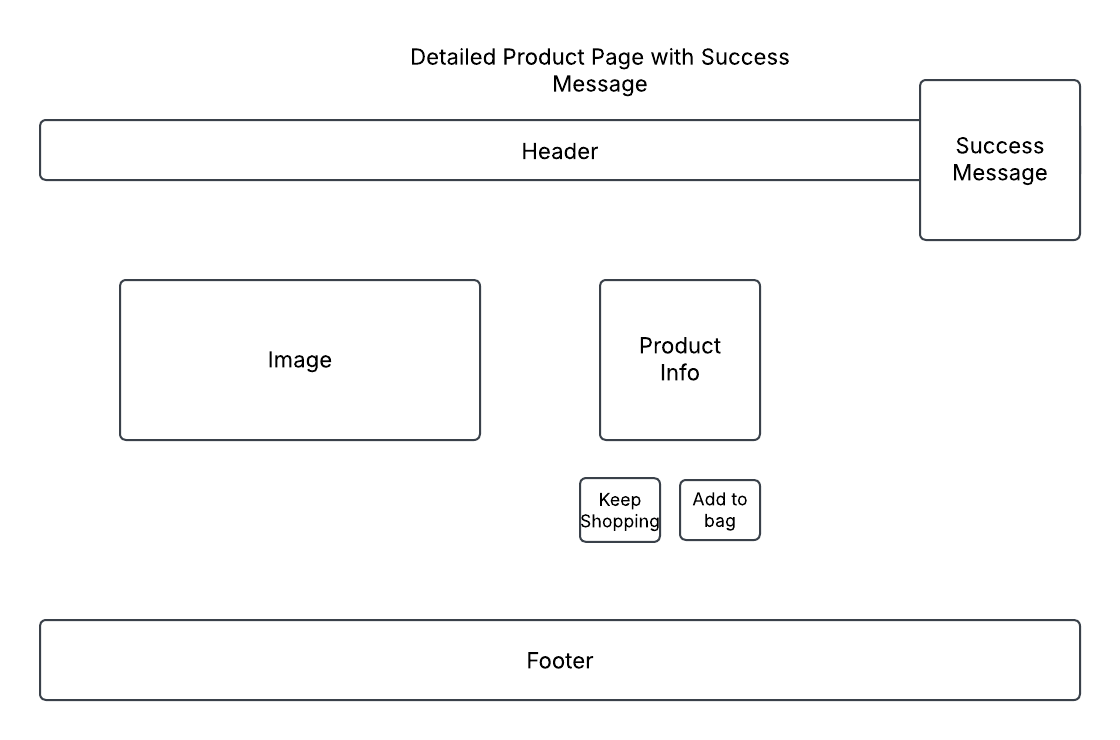 Detailed Product Page with Success
Message
Header
Success
Message
Image
Product
Info
Keep
Shopping
Add to
bag
Footer